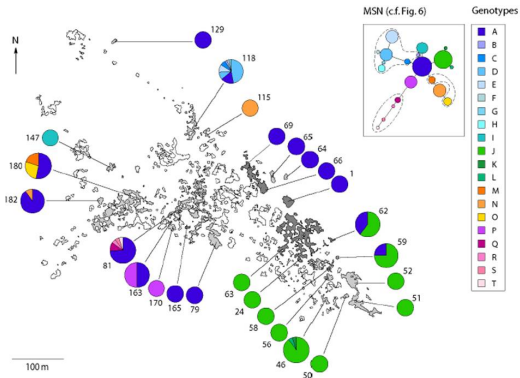 MSN (c.f. Fig. 6)
Genotypes
N
129
118
115
147
180
182
69
65
64
66
1
62
59
52
51
81
163
170
165
79
63
24
58
56
46
50
100 m
A
B
C
D
E
F
G
H
I
J
K
L
M
N
O
P
Q
R
S
T